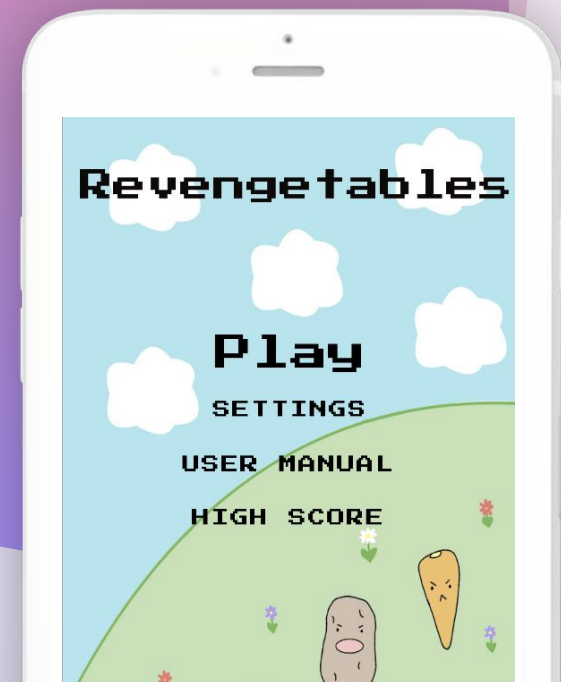 Revengetables
Play
SETTINGS
USER MANUAL
HIGH SCORE